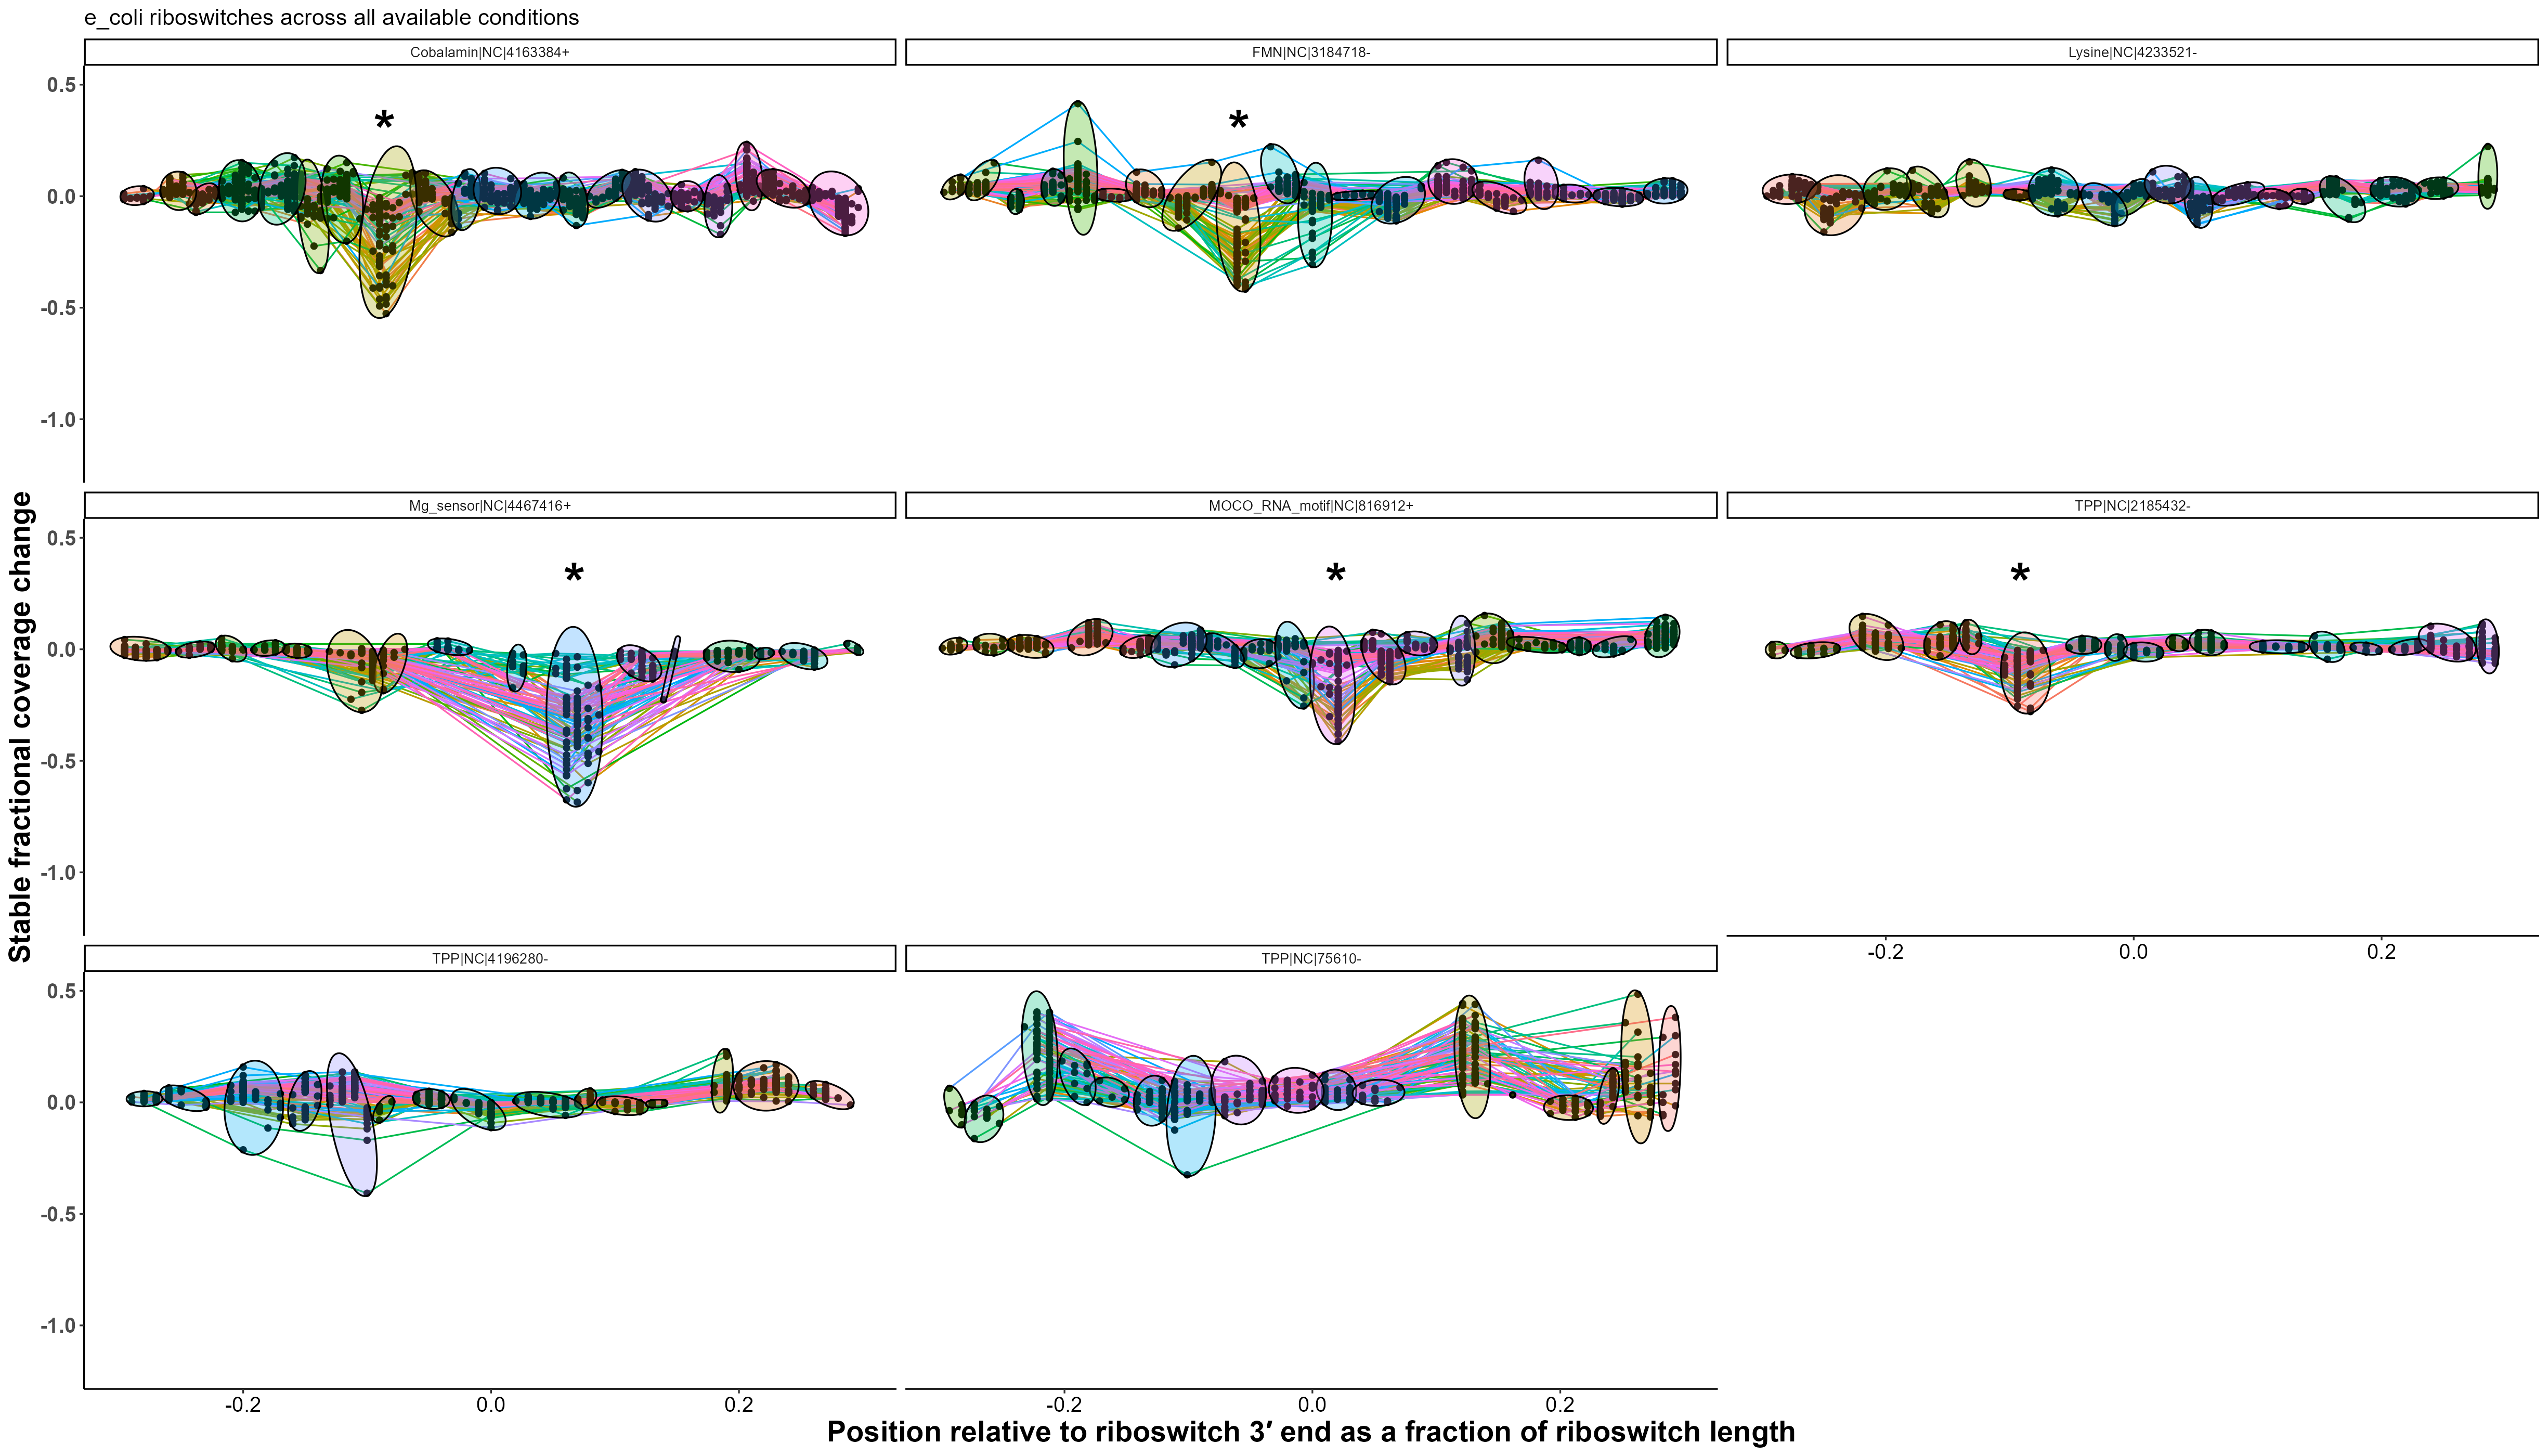 e_coli riboswitches across all available conditions
Cobalamin|NC|4163384+
FMN|NC|3184718-
Lysine|NC|4233521-
0.5
0.0
-0.5
-1.0
*
*
Mg_sensor|NC|4467416+
MOCO_RNA_motif|NC|816912+
TPP|NC|2185432-
0.5
0.0
-0.5
-1.0
*
*
*
-0.2 0.0 0.2
TPP|NC|4196280-
TPP|NC|75610-
0.5
0.0
-0.5
-1.0
-0.2 0.0 0.2
-0.2 0.0 0.2
Stable fractional coverage change
Position relative to riboswitch 3′ end as a fraction of riboswitch length